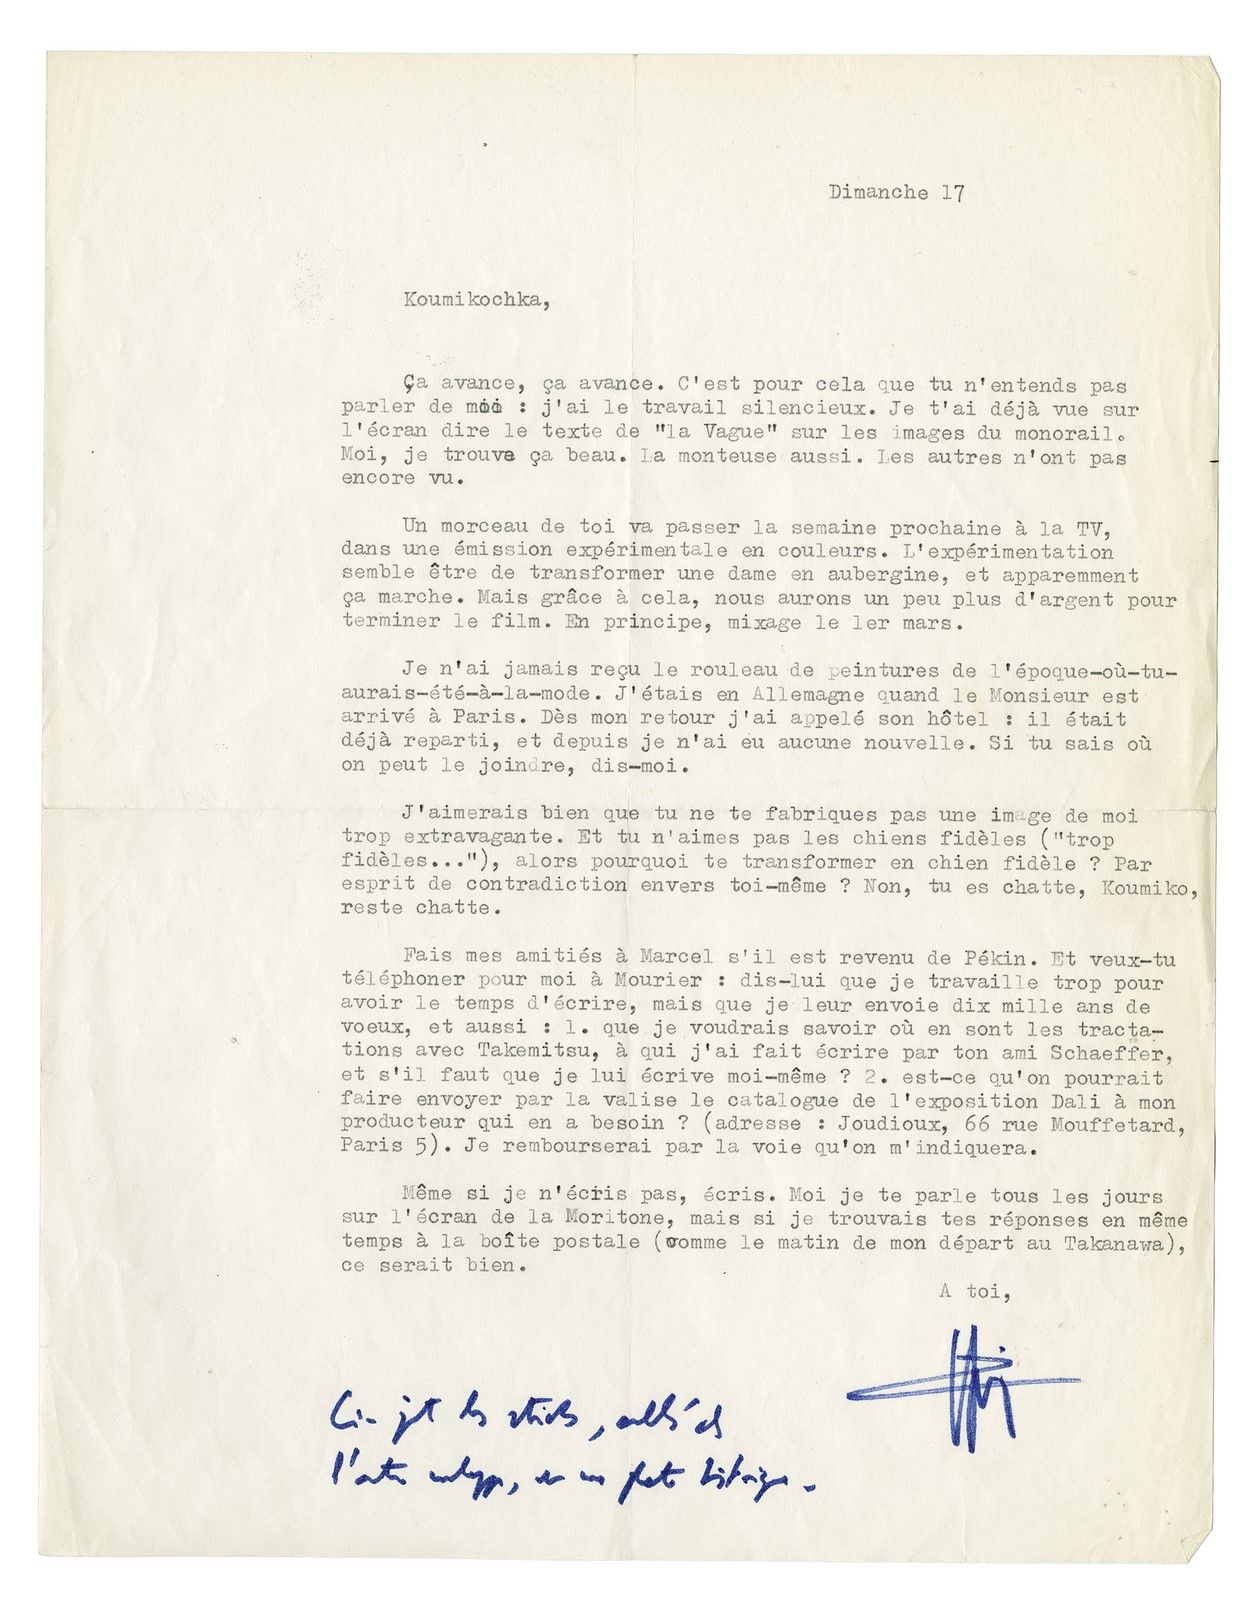 Dimanche 17
Koumikochka,
Ça avance, ça avance. C'est pour cela que tu n'entends pas
parler de moi : j'ai le travail silencieux. Je t'ai déjà vue sur
l'écran dire le texte de "la Vague" sur les images du monorail.
Moi, je trouve ça beau. La monteuse aussi. Les autres n'ont pas
encore vu.
Un morceau de toi va passer la semaine prochaine à la TV,
dans une émission expérimentale en couleurs. L'expérimentation
semble être de transformer une dame en aubergine, et apparemment
ça marche. Mais grâce à cela, nous aurons un peu plus d'argent pour
terminer le film. En principe, mixage le 1er mars.
Je n'ai jamais reçu le rouleau de peintures de l'époque-où-tu-
aurais-été-à-la-mode. J'étais en Allemagne quand le Monsieur est
arrivé à Paris. Dès mon retour j'ai appelé son hôtel : il était
déjà reparti, et depuis je n'ai eu aucune nouvelle. Si tu sais où
on peut le joindre, dis-moi.
J'aimerais bien que tu ne te fabriques pas une image de moi
trop extravagante. Et tu n'aimes pas les chiens fidèles ("trop
fidèles..."), alors pourquoi te transformer en chien fidèle ? Par
esprit de contradiction envers toi-même ? Non, tu es chatte, Koumiko,
reste chatte.
Fais mes amitiés à Marcel s'il est revenu de Pékin. Et veux-tu
téléphoner pour moi à Mourier : dis-lui que je travaille trop pour
avoir le temps d'écrire, mais que je leur envoie dix mille ans de
voeux, et aussi : 1. que je voudrais savoir où en sont les tracta-
tions avec Takemitsu, à qui j'ai fait écrire par ton ami Schaeffer,
et s'il faut que je lui écrive moi-même ? 2. est-ce qu'on pourrait
faire envoyer par la valise le catalogue de l'exposition Dali à mon
producteur qui en a besoin ? (adresse : Joudioux, 66 rue Mouffetard,
Paris 5). Je rembourserai par la voie qu'on m'indiquera.
Même si je n'écris pas, écris. Moi je te parle tous les jours
sur l'écran de la Moritone, mais si je trouvais tes réponses en même
temps à la boîte postale (comme le matin de mon départ au Takanawa),
ce serait bien.
A toi,
Ci-joint les
l'autre un